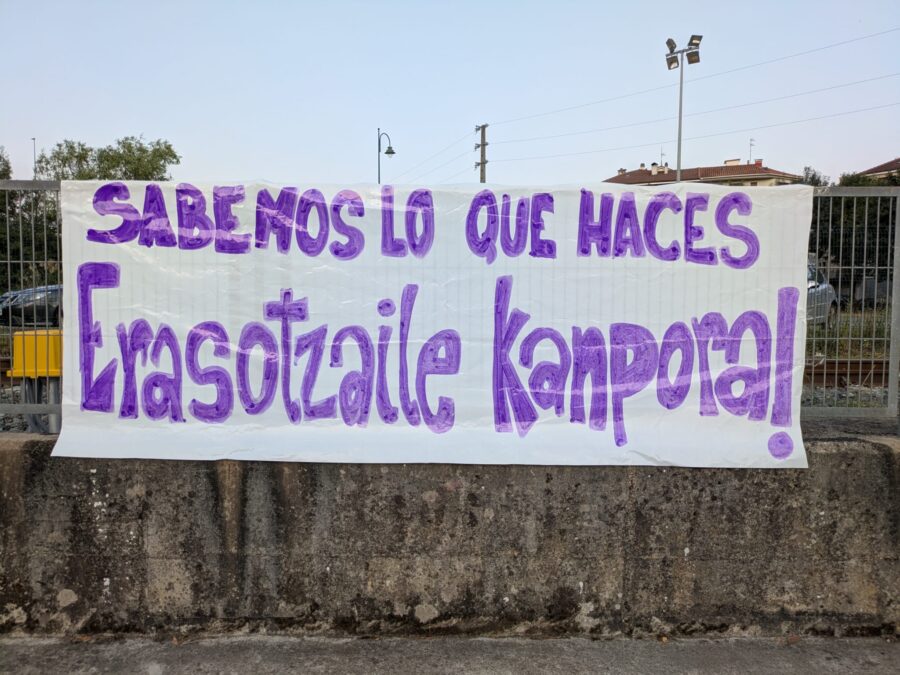 SABEMOS LO QUE HACES
Erasotzaile kanpora!